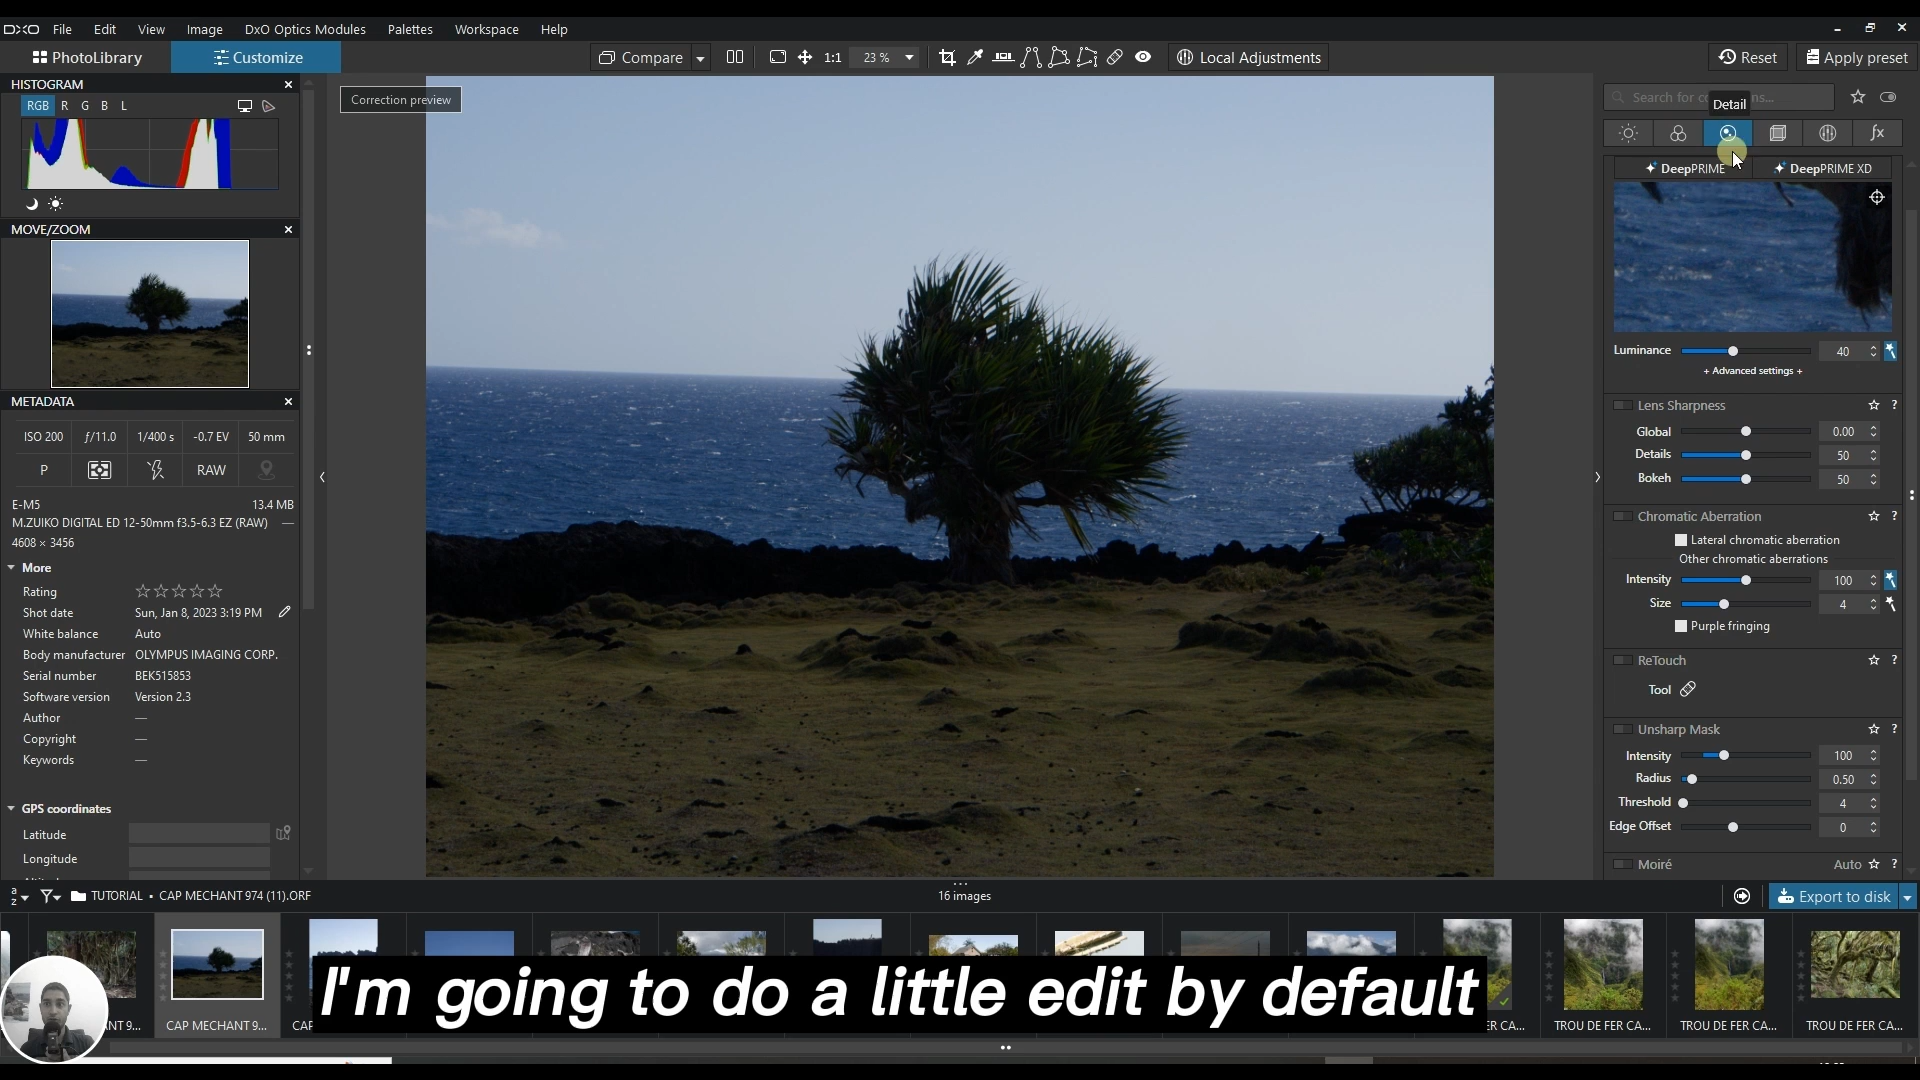 DXO File Edit View Image DxO Optics Modules Palettes Workspace Help
PhotoLibrary Customize Compare 1:1 23 % Local Adjustments Reset Apply preset
HISTOGRAM
RGB R G B L
MOVE/ZOOM
METADATA
ISO 200 ƒ/11.0 1/400 s -0.7 EV 50 mm
P RAW
E-M5 13.4 MB
M.ZUIKO DIGITAL ED 12-50mm f3.5-6.3 EZ (RAW) —
4608 × 3456
More
Rating
Shot date Sun, Jan 8, 2023 3:19 PM
White balance Auto
Body manufacturer OLYMPUS IMAGING CORP.
Serial number BEK515853
Software version Version 2.3
Author —
Copyright —
Keywords —
GPS coordinates
Latitude
Longitude
Correction preview
Search for
Detail
fx
DeepPRIME DeepPRIME XD
Luminance 40
+ Advanced settings +
Lens Sharpness ?
Global 0.00
Details 50
Bokeh 50
Chromatic Aberration ?
Lateral chromatic aberration
Other chromatic aberrations
Intensity 100
Size 4
Purple fringing
ReTouch ?
Tool
Unsharp Mask ?
Intensity 100
Radius 0.50
Threshold 4
Edge Offset 0
Moiré Auto ?
TUTORIAL • CAP MECHANT 974 (11).ORF 16 images Export to disk
I'm going to do a little edit by default
NT 9... CAP MECHANT 9... CAP ER CA... TROU DE FER CA... TROU DE FER CA... TROU DE FER CA...